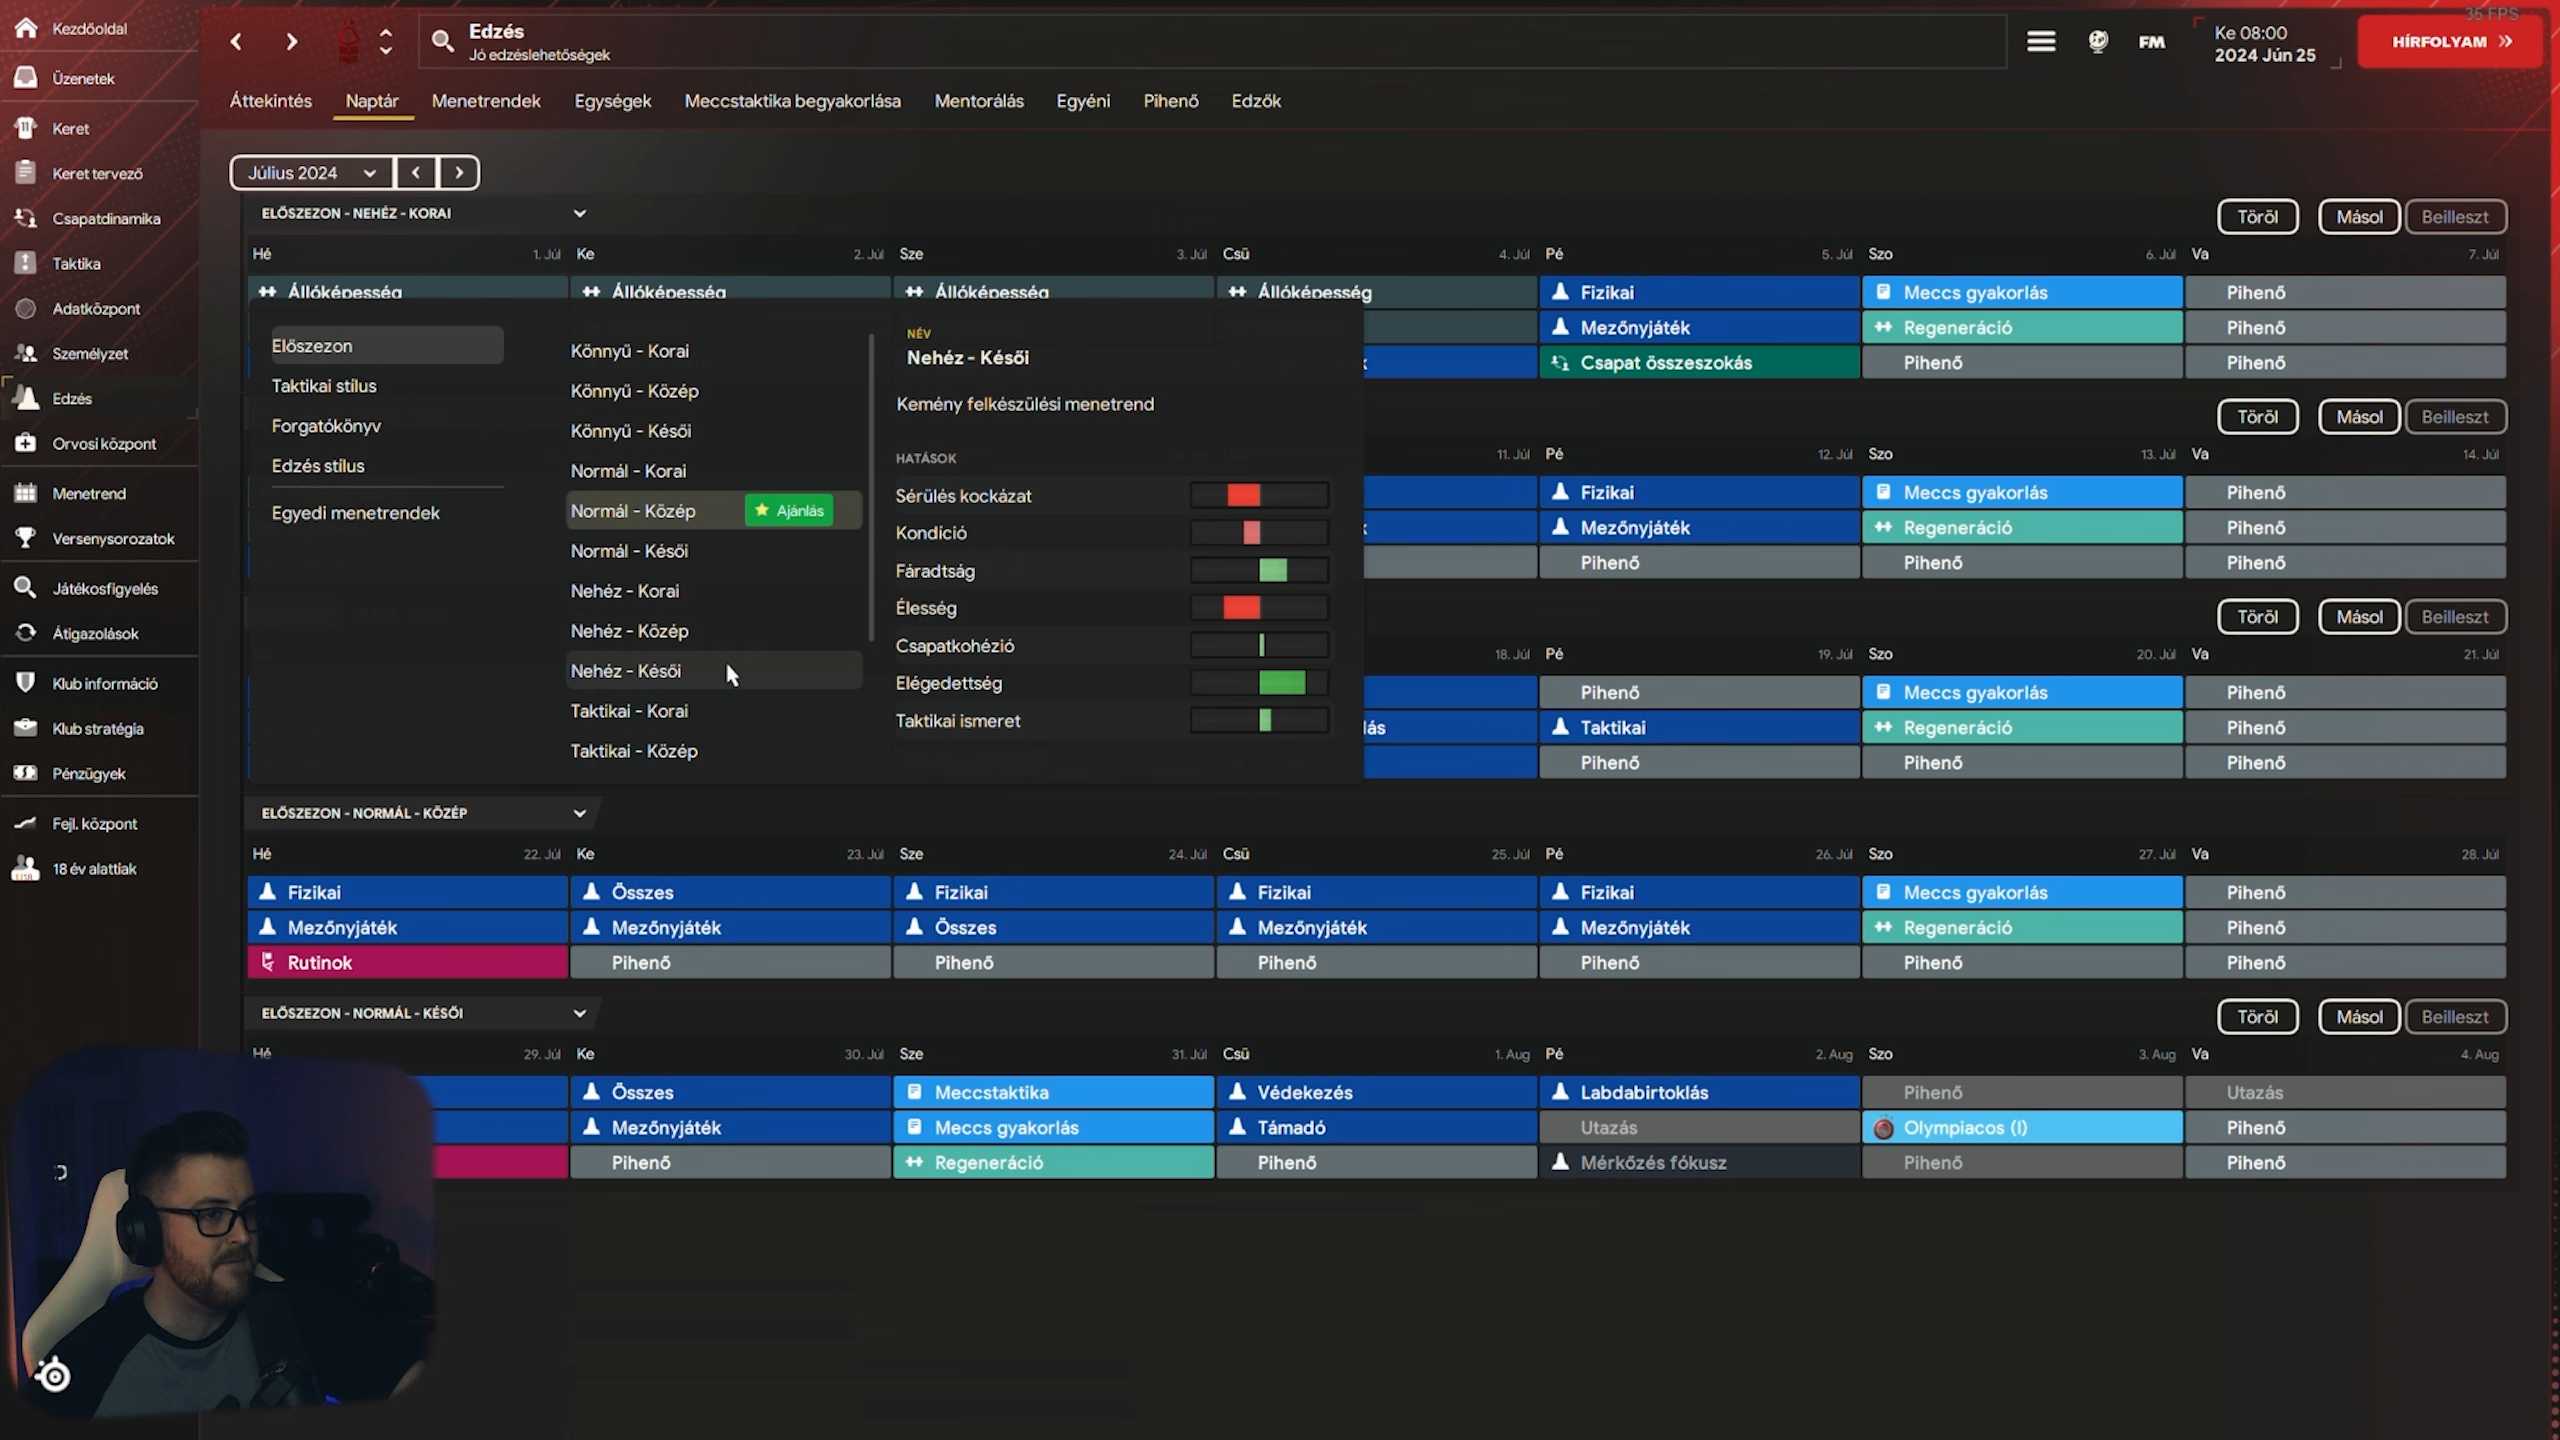 35 FPS
Kezdőoldal
Üzenetek
Keret
Keret tervező
Csapatdinamika
Taktika
Adatközpont
Személyzet
Edzés
Orvosi központ
Menetrend
Versenysorozatok
Játékosfigyelés
Átigazolások
Klub információ
Klub stratégia
Pénzügyek
Fejl. központ
18 év alattiak
Edzés
Jó edzéslehetőségek
FM
Ke 08:00
2024 Jún 25
HÍRFOLYAM
Áttekintés Naptár Menetrendek Egységek Meccstaktika begyakorlása Mentorálás Egyéni Pihenő Edzők
Július 2024
ELŐSZEZON - NEHÉZ - KORAI Töröl Másol Beilleszt
Hé 1. Júl Ke 2. Júl Sze 3. Júl Csü 4. Júl Pé 5. Júl Szo 6. Júl Va 7. Júl
Állóképesség Állóképesség Állóképesség Állóképesség Fizikai Meccs gyakorlás Pihenő
Mezőnyjáték Regeneráció Pihenő
Csapat összeszokás Pihenő Pihenő
Előszezon
Taktikai stílus
Forgatókönyv
Edzés stílus
Egyedi menetrendek
Könnyű - Korai
Könnyű - Közép
Könnyű - Késői
Normál - Korai
Normál - Közép Ajánlás
Normál - Késői
Nehéz - Korai
Nehéz - Közép
Nehéz - Késői
Taktikai - Korai
Taktikai - Közép
NÉV
Nehéz - Késői
Kemény felkészülési menetrend
HATÁSOK
Sérülés kockázat
Kondíció
Fáradtság
Élesség
Csapatkohézió
Elégedettség
Taktikai ismeret
Töröl Másol Beilleszt
11. Júl Pé 12. Júl Szo 13. Júl Va 14. Júl
Fizikai Meccs gyakorlás Pihenő
Mezőnyjáték Regeneráció Pihenő
Pihenő Pihenő Pihenő
Töröl Másol Beilleszt
18. Júl Pé 19. Júl Szo 20. Júl Va 21. Júl
Pihenő Meccs gyakorlás Pihenő
lás Taktikai Regeneráció Pihenő
Pihenő Pihenő Pihenő
ELŐSZEZON - NORMÁL - KÖZÉP
Hé 22. Júl Ke 23. Júl Sze 24. Júl Csü 25. Júl Pé 26. Júl Szo 27. Júl Va 28. Júl
Fizikai Összes Fizikai Fizikai Fizikai Meccs gyakorlás Pihenő
Mezőnyjáték Mezőnyjáték Összes Mezőnyjáték Mezőnyjáték Regeneráció Pihenő
Rutinok Pihenő Pihenő Pihenő Pihenő Pihenő Pihenő
ELŐSZEZON - NORMÁL - KÉSŐI Töröl Másol Beilleszt
Hé 29. Júl Ke 30. Júl Sze 31. Júl Csü 1. Aug Pé 2. Aug Szo 3. Aug Va 4. Aug
Összes Meccstaktika Védekezés Labdabirtoklás Pihenő Utazás
Mezőnyjáték Meccs gyakorlás Támadó Utazás Olympiacos (I) Pihenő
Pihenő Regeneráció Pihenő Mérkőzés fókusz Pihenő Pihenő